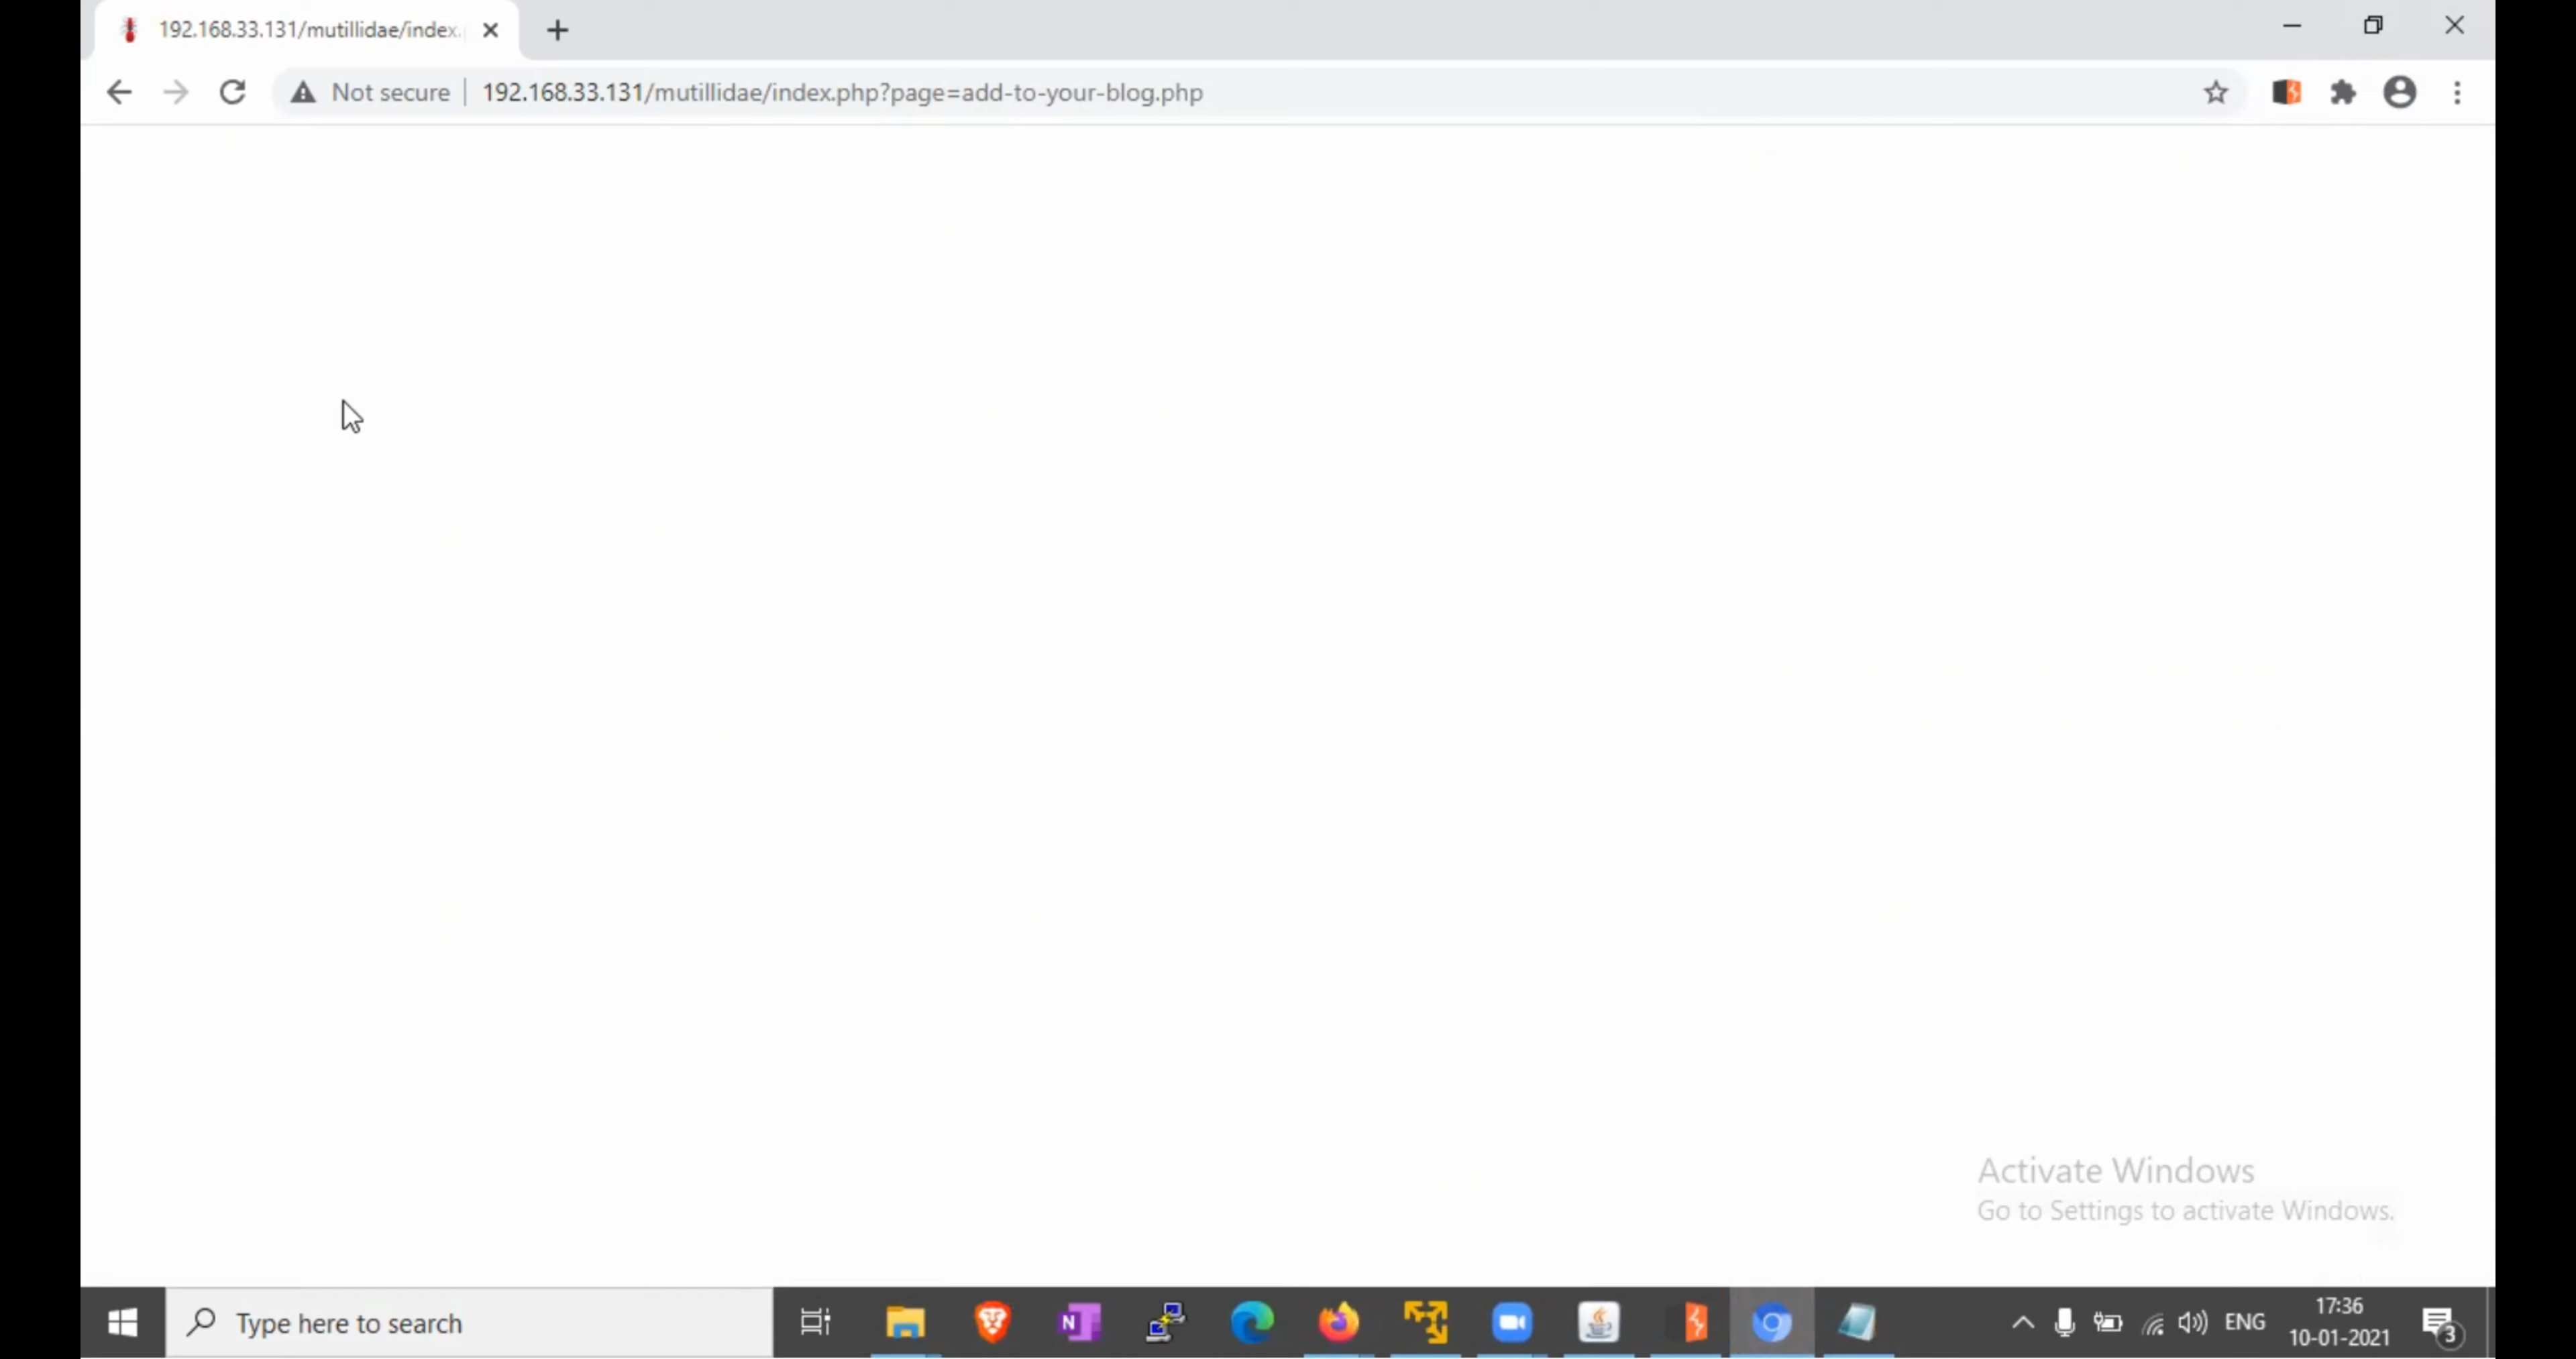 192.168.33.131/mutillidae/index.
Not secure
192.168.33.131/mutillidae/index.php?page=add-to-your-blog.php
Activate Windows
Go to Settings to activate Windows.
Type here to search
N
ENG
17:36
10-01-2021
3